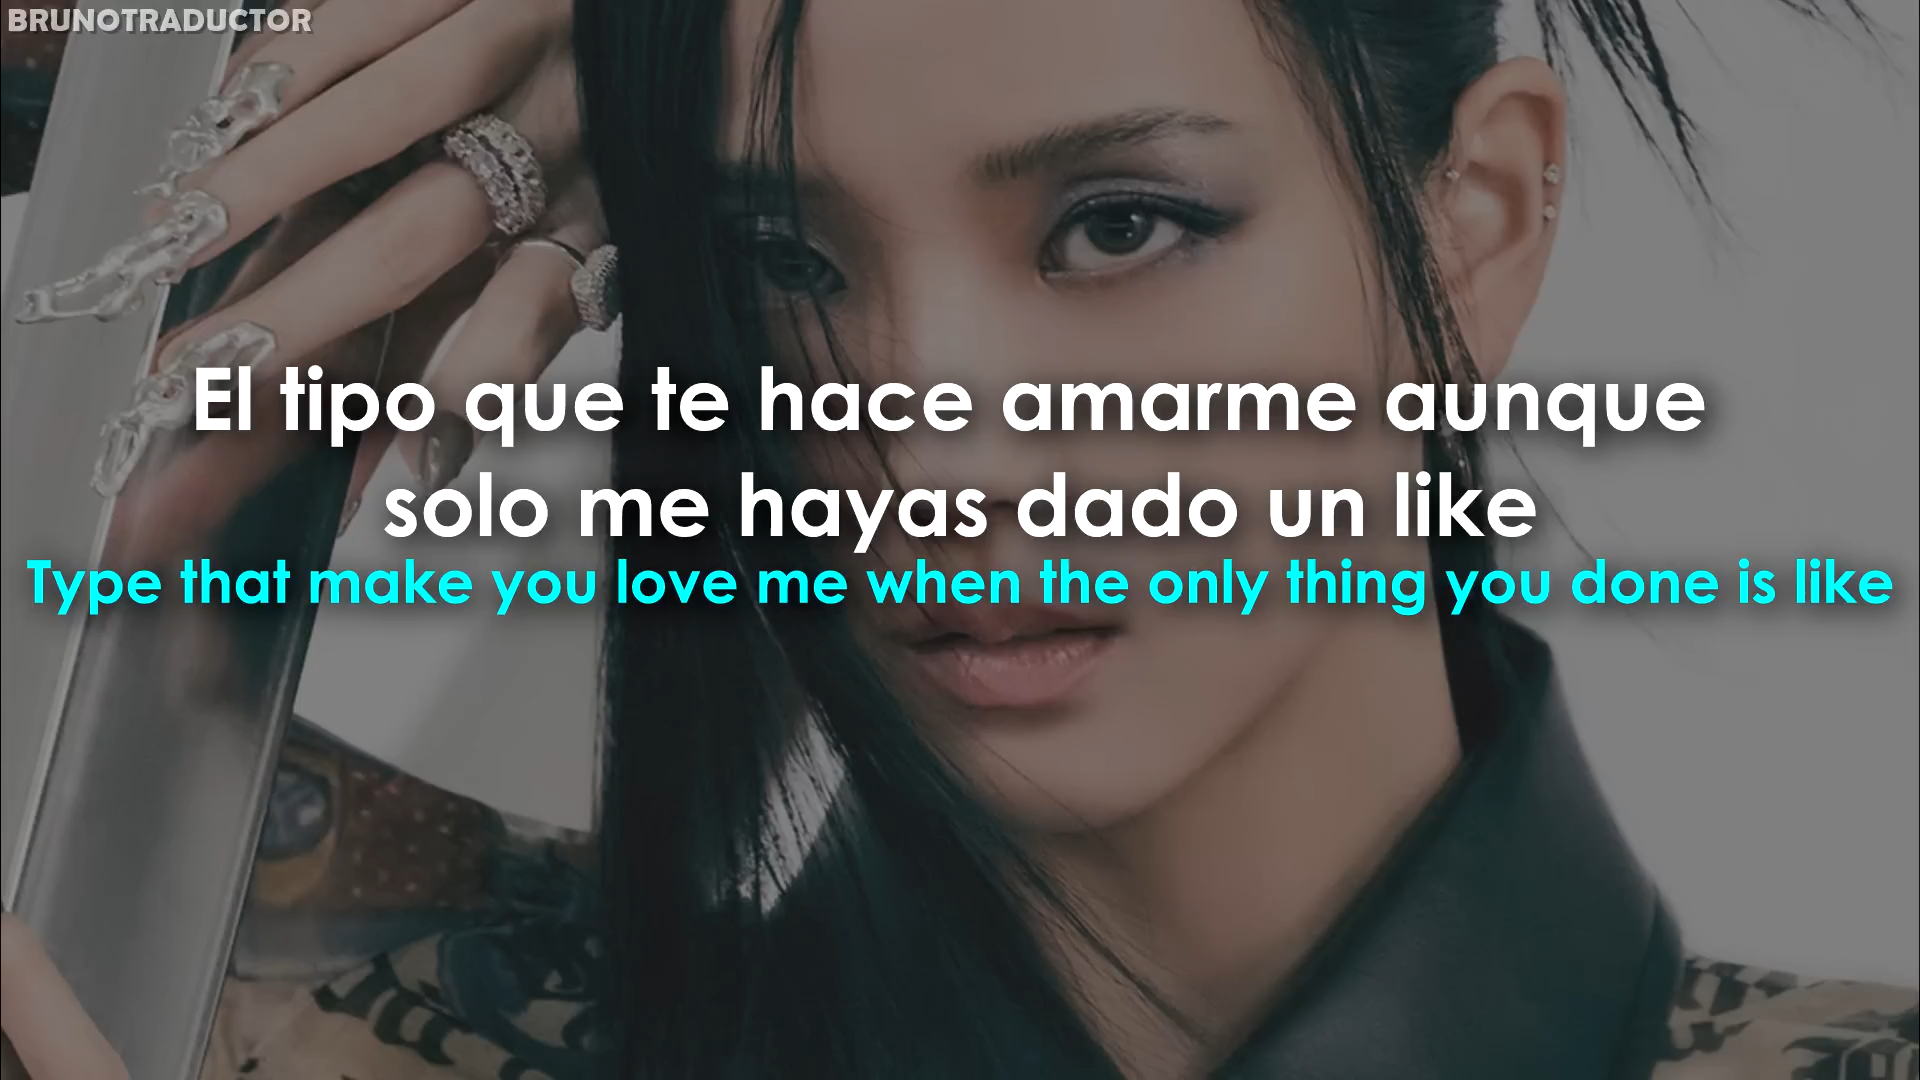 BRUNOTRADUCTOR
El tipo que te hace amarme aunque
solo me hayas dado un like
Type that make you love me when the only thing you done is like